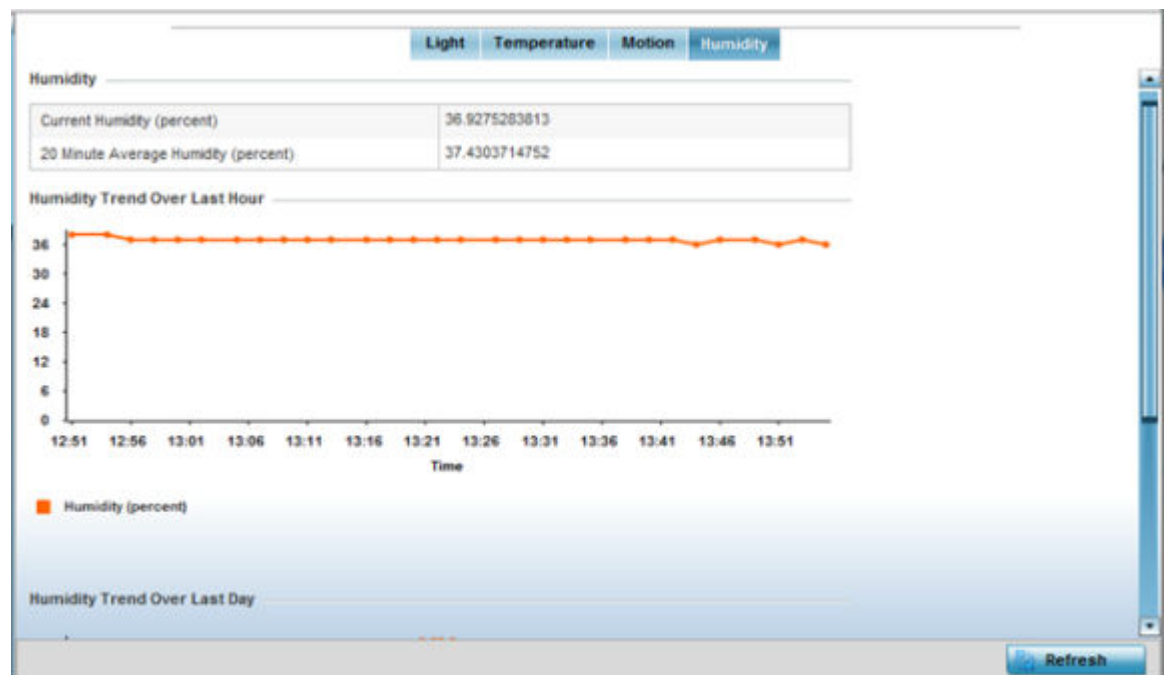 Light Temperature Motion Humidity
Humidity
Current Humidity (percent) 36.9275283813
20 Minute Average Humidity (percent) 37.4303714752
Humidity Trend Over Last Hour
36
30
24
18
12
6
0
12:51 12:56 13:01 13:06 13:11 13:16 13:21 13:26 13:31 13:36 13:41 13:46 13:51
Time
Humidity (percent)
Humidity Trend Over Last Day
Refresh